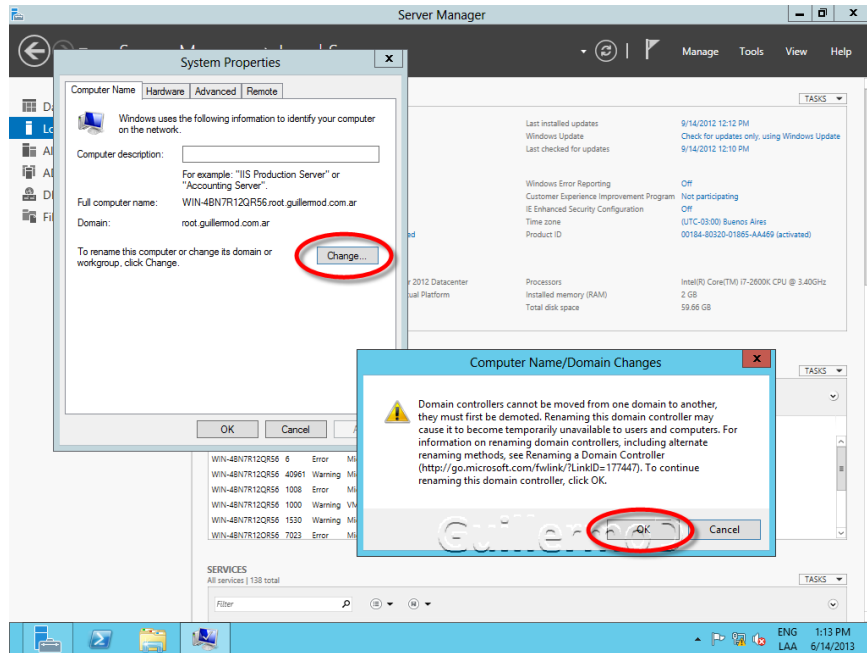 Server Manager
Manage Tools View Help
System Properties
Computer Name Hardware Advanced Remote
Windows uses the following information to identify your computer
on the network.
Computer description:
For example: "IIS Production Server" or
"Accounting Server".
Full computer name: WIN-4BN7R12QR56.root.guillermod.com.ar
Domain: root.guillermod.com.ar
To rename this computer or change its domain or
workgroup, click Change.
Change...
OK Cancel
TASKS
Last installed updates 9/14/2012 12:12 PM
Windows Update Check for updates only, using Windows Update
Last checked for updates 9/14/2012 12:10 PM
Windows Error Reporting Off
Customer Experience Improvement Program Not participating
IE Enhanced Security Configuration Off
Time zone (UTC-03:00) Buenos Aires
Product ID 00184-80320-01865-AA469 (activated)
2012 Datacenter Processors Intel(R) Core(TM) i7-2600K CPU @ 3.40GHz
Platform Installed memory (RAM) 2 GB
Total disk space 59.66 GB
TASKS
Computer Name/Domain Changes
Domain controllers cannot be moved from one domain to another,
they must first be demoted. Renaming this domain controller may
cause it to become temporarily unavailable to users and computers. For
information on renaming domain controllers, including alternate
renaming methods, see Renaming a Domain Controller
(http://go.microsoft.com/fwlink/?LinkID=177447). To continue
renaming this domain controller, click OK.
OK Cancel
GuillermoD
WIN-4BN7R12QR56 6 Error
WIN-4BN7R12QR56 40961 Warning
WIN-4BN7R12QR56 1008 Error
WIN-4BN7R12QR56 1000 Warning
WIN-4BN7R12QR56 1530 Warning
WIN-4BN7R12QR56 7023 Error
SERVICES
All services | 138 total
TASKS
Filter
ENG 1:13 PM
LAA 6/14/2013